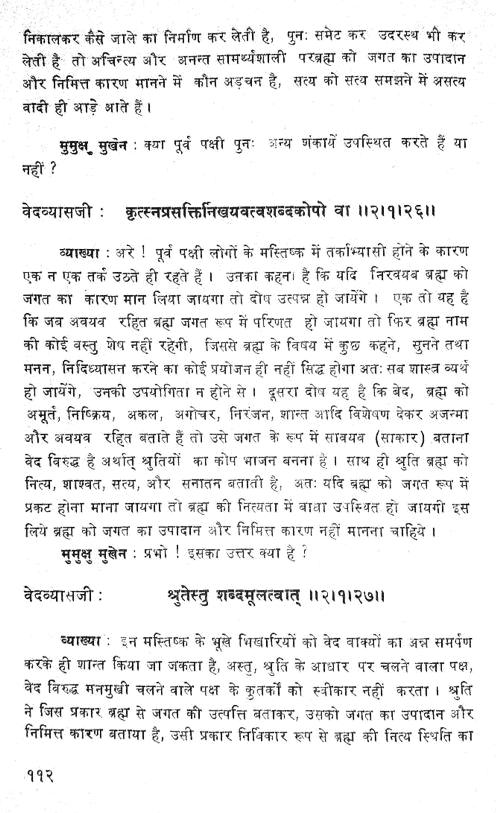 निकालकर कैसे जाले का निर्माण कर लेती है, पुनः समेट कर उदरस्थ भी कर
लेती है तो अचिन्त्य और अनन्त सामर्थ्यशाली परब्रह्म को जगत का उपादान
और निमित्त कारण मानने में कौन अड़चन है, सत्य को सत्य समझने में असत्य
वादी ही आड़े आते हैं।
मुमुक्षु मुखेन : क्या पूर्व पक्षी पुनः अन्य शंकायें उपस्थित करते हैं या
नहीं ?
वेदव्यासजी : कृत्स्नप्रसक्तिनिखयवत्वशब्दकोपो वा ॥२।१।२६॥
व्याख्या : अरे ! पूर्व पक्षी लोगों के मस्तिष्क में तर्काभ्यासी होने के कारण
एक न एक तर्क उठते ही रहते हैं। उनका कहना है कि यदि निरवयब ब्रह्म को
जगत का कारण मान लिया जायगा तो दोष उत्पन्न हो जायेंगे। एक तो यह है
कि जब अवयव रहित ब्रह्म जगत रूप में परिणत हो जायगा तो फिर ब्रह्म नाम
की कोई वस्तु शेष नहीं रहेगी, जिससे ब्रह्म के विषय में कुछ कहने, सुनने तथा
मनन, निदिध्यासन करने का कोई प्रयोजन ही नहीं सिद्ध होगा अतः सब शास्त्र व्यर्थ
हो जायेंगे, उनकी उपयोगिता न होने से। दूसरा दोष यह है कि बेद, ब्रह्म को
अमूर्त, निष्क्रिय, अकल, अगोचर, निरंजन, शान्त आदि विशेषण देकर अजन्मा
और अवयव रहित बताते हैं तो उसे जगत के रूप में सावयव (साकार) बताना
वेद विरुद्ध है अर्थात् श्रुतियों का कोप भाजन बनना है। साथ ही श्रुति ब्रह्म को
नित्य, शाश्वत, सत्य, और सनातन बताती है, अतः यदि ब्रह्म को जगत रूप में
प्रकट होना माना जायगा तो ब्रह्म की नित्यता में बाधा उपस्थित हो जायगी इस
लिये ब्रह्म को जगत का उपादान और निमित्त कारण नहीं मानना चाहिये।
मुमुक्षु मुखेन : प्रभो ! इसका उत्तर क्या है ?
वेदव्यासजी : श्रुतेस्तु शब्दमूलत्वात् ॥२।१।२७॥
व्याख्या : इन मस्तिष्क के भूखे भिखारियों को वेद वाक्यों का अन्न समर्पण
करके ही शान्त किया जा जकता है, अस्तु, श्रुति के आधार पर चलने वाला पक्ष,
वेद विरुद्ध मनमुखी चलने वाले पक्ष के कुतर्कों को स्वीकार नहीं करता। श्रुति
ने जिस प्रकार ब्रह्म से जगत की उत्पत्ति बताकर, उसको जगत का उपादान और
निमित्त कारण बताया है, उसी प्रकार निर्विकार रूप से ब्रह्म की नित्य स्थिति का
११२